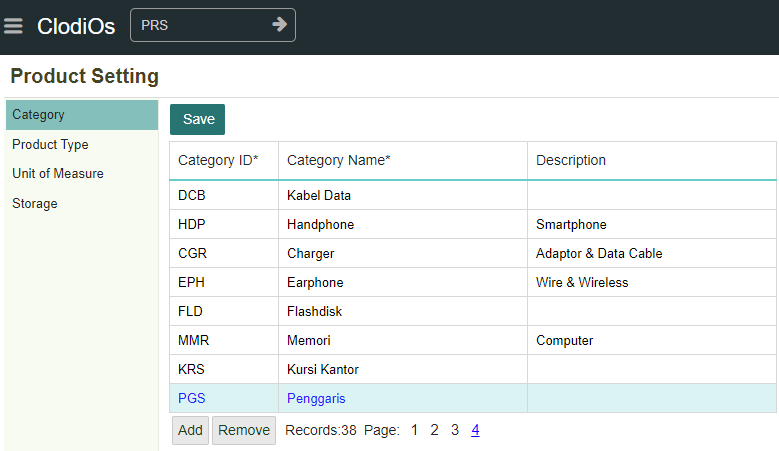 ClodiOs PRS
Product Setting
Category
Product Type
Unit of Measure
Storage
Save
Category ID* Category Name* Description
DCB Kabel Data
HDP Handphone Smartphone
CGR Charger Adaptor & Data Cable
EPH Earphone Wire & Wireless
FLD Flashdisk
MMR Memori Computer
KRS Kursi Kantor
PGS Penggaris
Add Remove Records:38 Page: 1 2 3 4